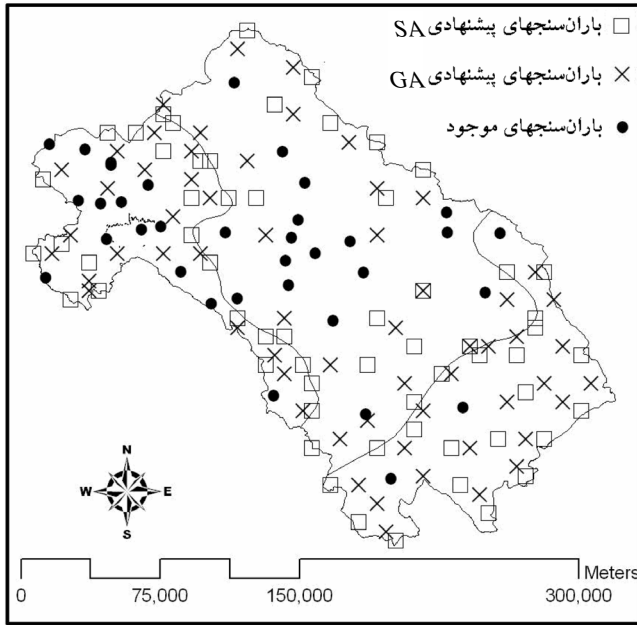 باران‌سنجهای پیشنهادی SA
باران‌سنجهای پیشنهادی GA
باران‌سنجهای موجود
N
W E
S
Meters
0 75,000 150,000 300,000